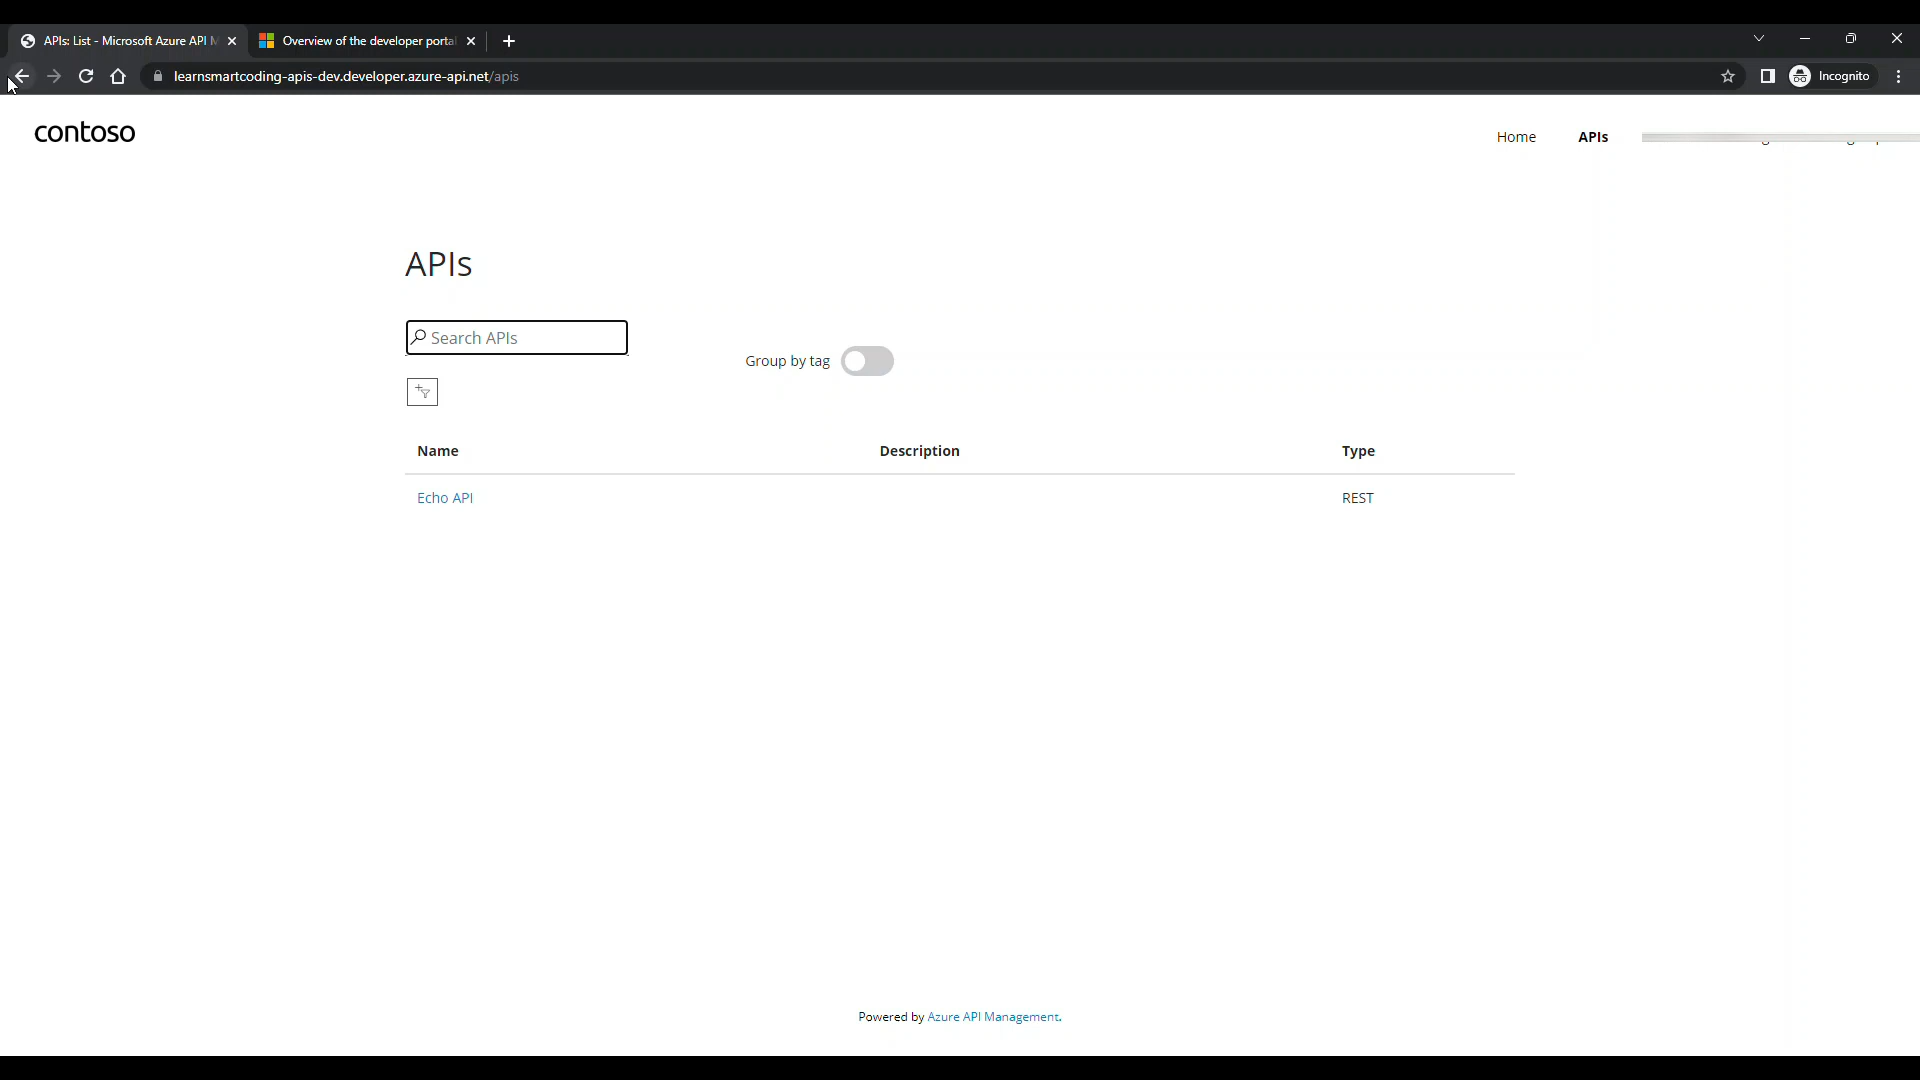 APIs: List - Microsoft Azure API M
Overview of the developer portal
learnsmartcoding-apis-dev.developer.azure-api.net/apis
Incognito
contoso
Home
APIs
APIs
Search APIs
Group by tag
Name
Description
Type
Echo API
REST
Powered by Azure API Management.